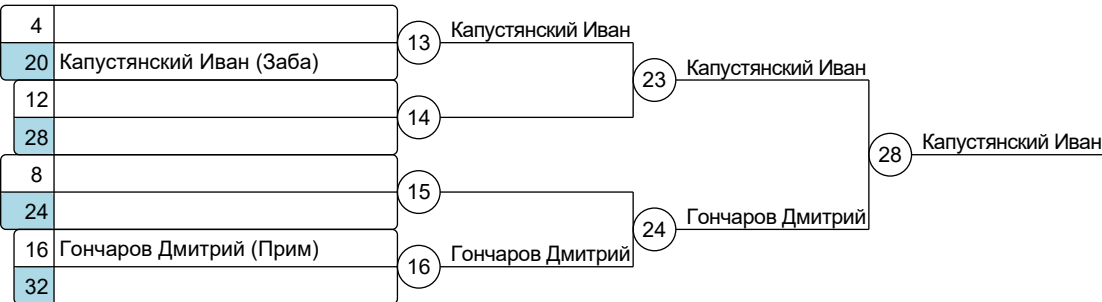 4
13
Капустянский Иван
20 Капустянский Иван (Заба)
23
Капустянский Иван
12
14
28
28
Капустянский Иван
8
15
24
24
Гончаров Дмитрий
16 Гончаров Дмитрий (Прим)
16
Гончаров Дмитрий
32